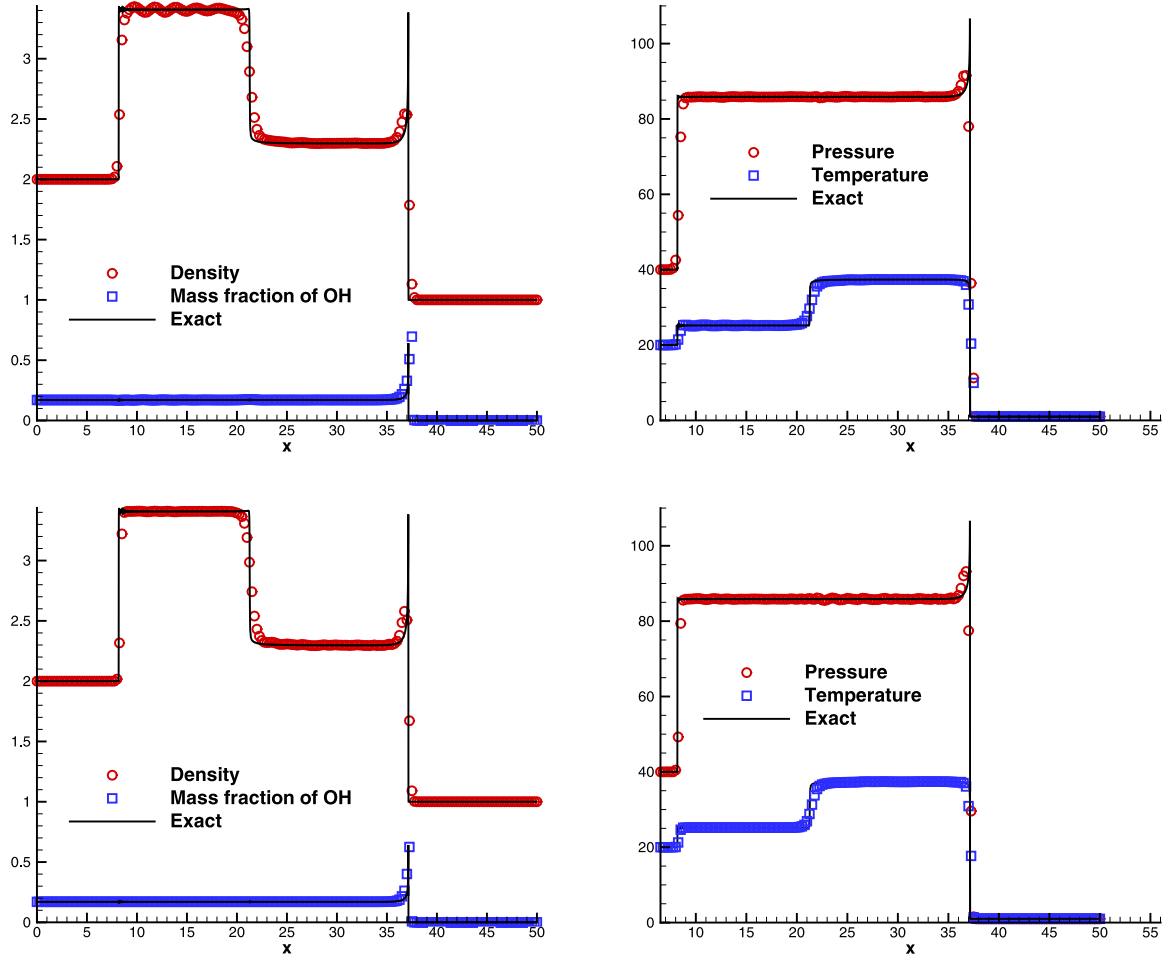 3
2.5
2
1.5
1
0.5
0
0 5 10 15 20 25 30 35 40 45 50
x
Density
Mass fraction of OH
Exact
100
80
60
40
20
0
10 15 20 25 30 35 40 45 50 55
x
Pressure
Temperature
Exact
3
2.5
2
1.5
1
0.5
0
0 5 10 15 20 25 30 35 40 45 50
x
Density
Mass fraction of OH
Exact
100
80
60
40
20
0
10 15 20 25 30 35 40 45 50 55
x
Pressure
Temperature
Exact